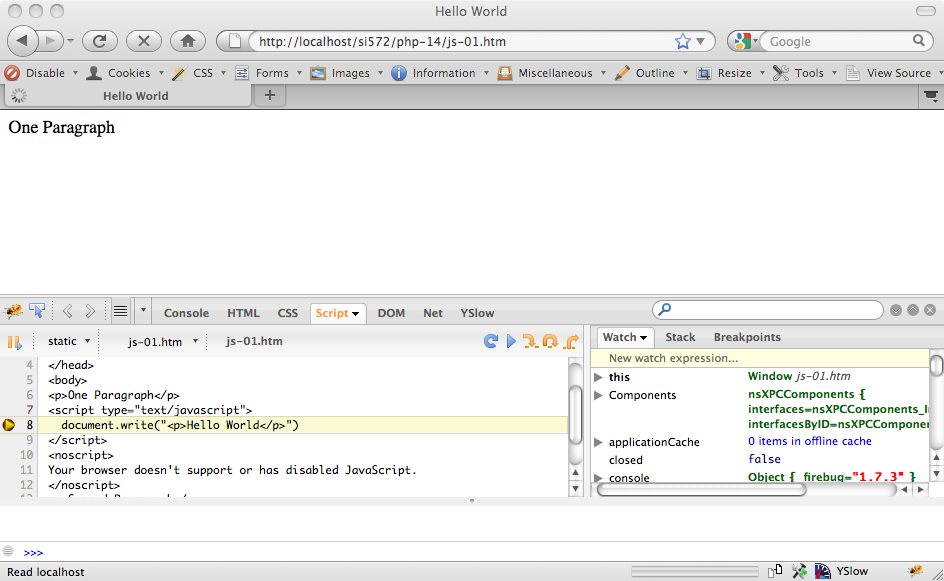 Hello World
http://localhost/si572/php-14/js-01.htm
Google
Disable Cookies CSS Forms Images Information Miscellaneous Outline Resize Tools View Source
Hello World
One Paragraph
Console HTML CSS Script DOM Net YSlow
static js-01.htm js-01.htm
Watch Stack Breakpoints
New watch expression...
4 </head>
5 <body>
6 <p>One Paragraph</p>
7 <script type="text/javascript">
8 document.write("<p>Hello World</p>")
9 </script>
10 <noscript>
11 Your browser doesn't support or has disabled JavaScript.
12 </noscript>
this Window js-01.htm
Components nsXPCComponents {
interfaces=nsXPCComponents_
interfacesByID=nsXPCComponen
applicationCache 0 items in offline cache
closed false
console Object { firebug="1.7.3" }
>>>
Read localhost
YSlow